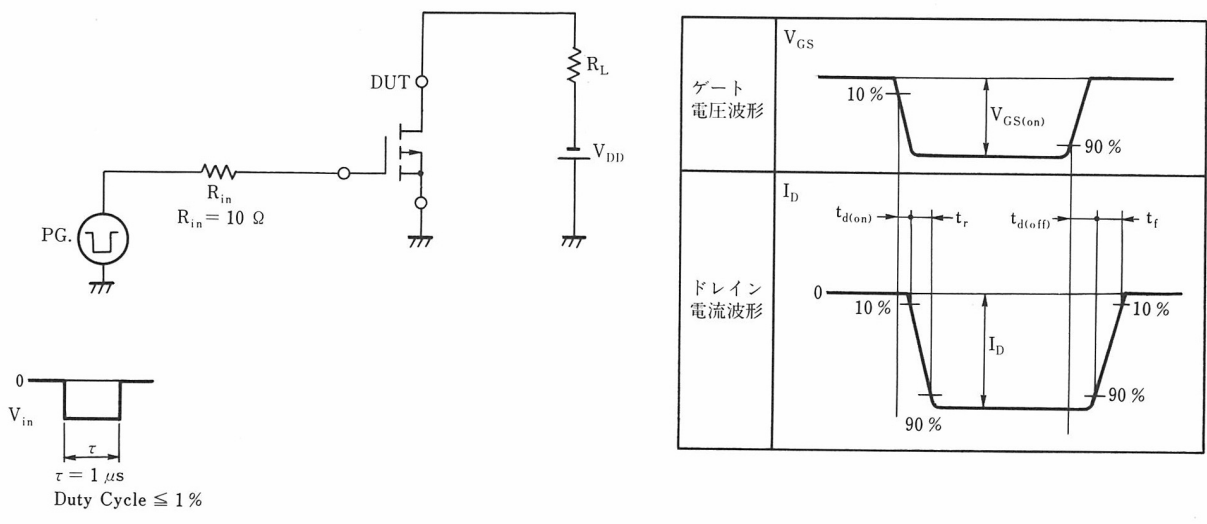 DUT
R_L
V_DD
R_in
R_in = 10 Ω
PG.
0
V_in
τ
τ = 1 μs
Duty Cycle ≦ 1 %
ゲート
電圧波形
V_GS
10 %
V_GS(on)
90 %
ドレイン
電流波形
I_D
t_d(on)
t_r
t_d(off)
t_f
0
10 %
10 %
I_D
90 %
90 %